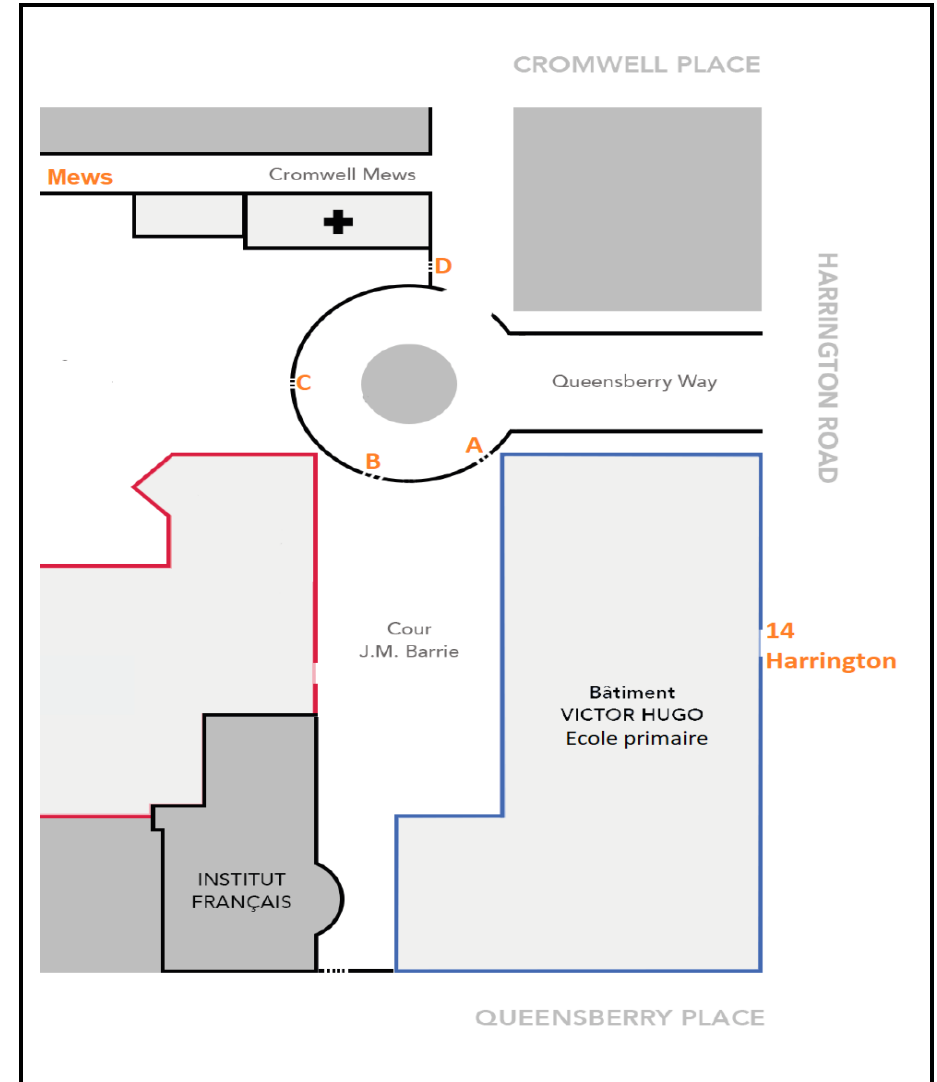 CROMWELL PLACE
Mews
Cromwell Mews
D
HARRINGTON ROAD
C
Queensberry Way
A
B
Cour
J.M. Barrie
14
Harrington
Bâtiment
VICTOR HUGO
Ecole primaire
INSTITUT
FRANÇAIS
QUEENSBERRY PLACE